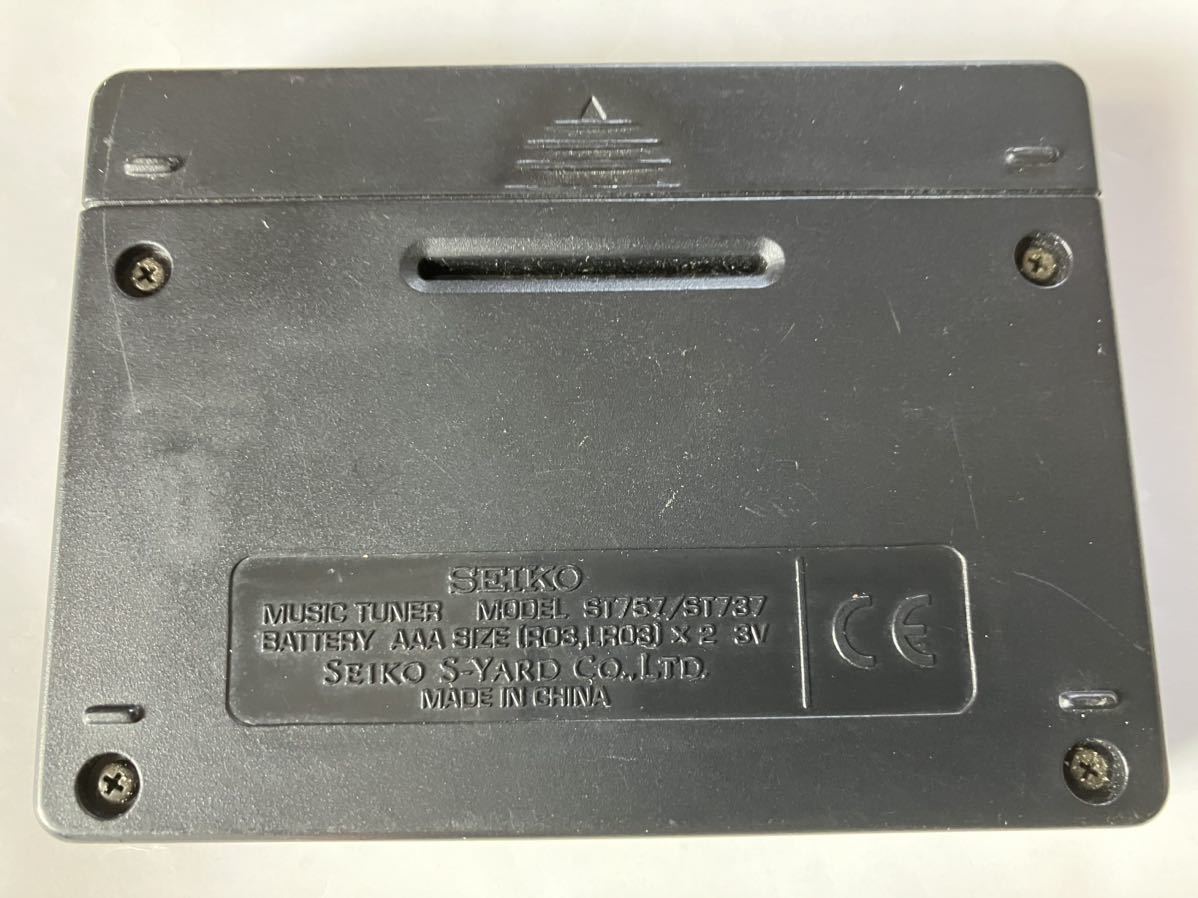 SEIKO
MUSIC TUNER MODEL ST757/ST737
BATTERY AAA SIZE (R03,LR03) X 2 3V
SEIKO S-YARD CO.,LTD.
MADE IN CHINA
CE